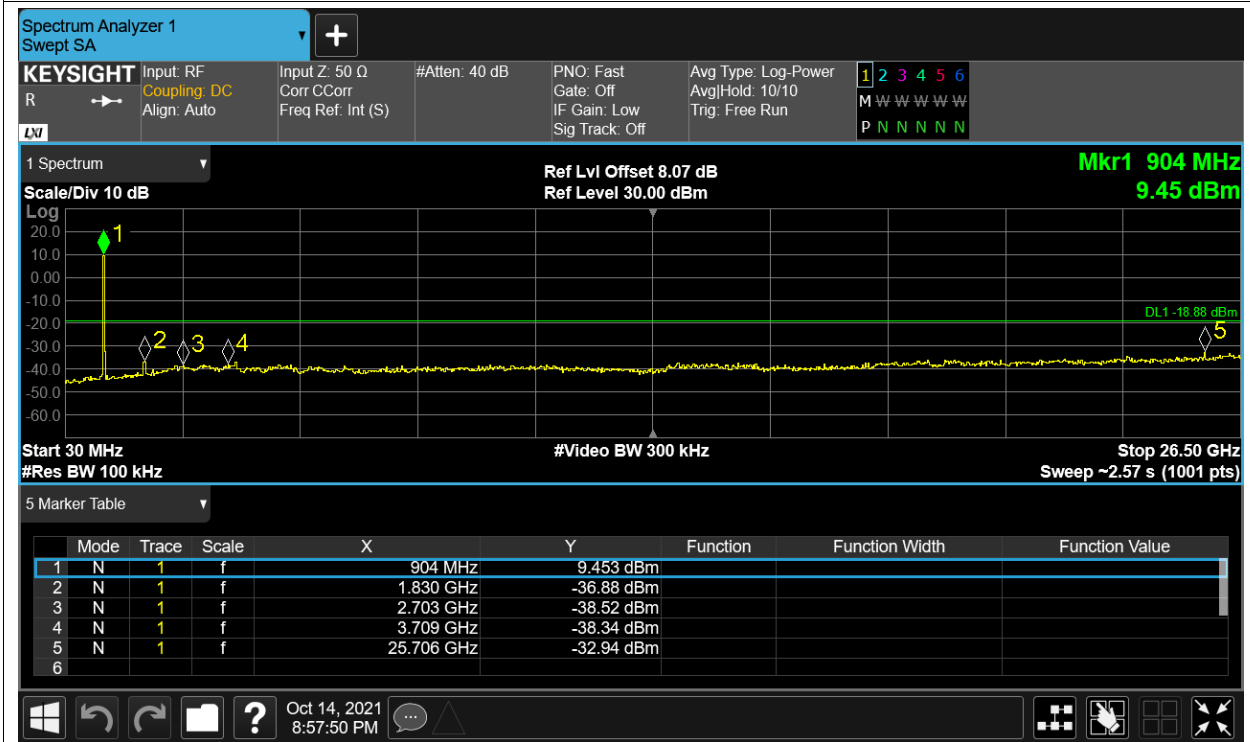 Spectrum Analyzer 1
Swept SA
KEYSIGHT Input: RF Input Z: 50 Ω #Atten: 40 dB PNO: Fast Avg Type: Log-Power 1 2 3 4 5 6
R Coupling: DC Corr CCorr Gate: Off Avg|Hold: 10/10 M W W W W W
Align: Auto Freq Ref: Int (S) IF Gain: Low Trig: Free Run
LXI Sig Track: Off P N N N N N
1 Spectrum Ref Lvl Offset 8.07 dB Mkr1 904 MHz
Scale/Div 10 dB Ref Level 30.00 dBm 9.45 dBm
Log
20.0 1
10.0
0.00
-10.0 DL1 -18.88 dBm
-20.0
-30.0 2 3 4 5
-40.0
-50.0
-60.0
Start 30 MHz #Video BW 300 kHz Stop 26.50 GHz
#Res BW 100 kHz Sweep ~2.57 s (1001 pts)
5 Marker Table
Mode Trace Scale X Y Function Function Width Function Value
1 N 1 f 904 MHz 9.453 dBm
2 N 1 f 1.830 GHz -36.88 dBm
3 N 1 f 2.703 GHz -38.52 dBm
4 N 1 f 3.709 GHz -38.34 dBm
5 N 1 f 25.706 GHz -32.94 dBm
6
? Oct 14, 2021
8:57:50 PM